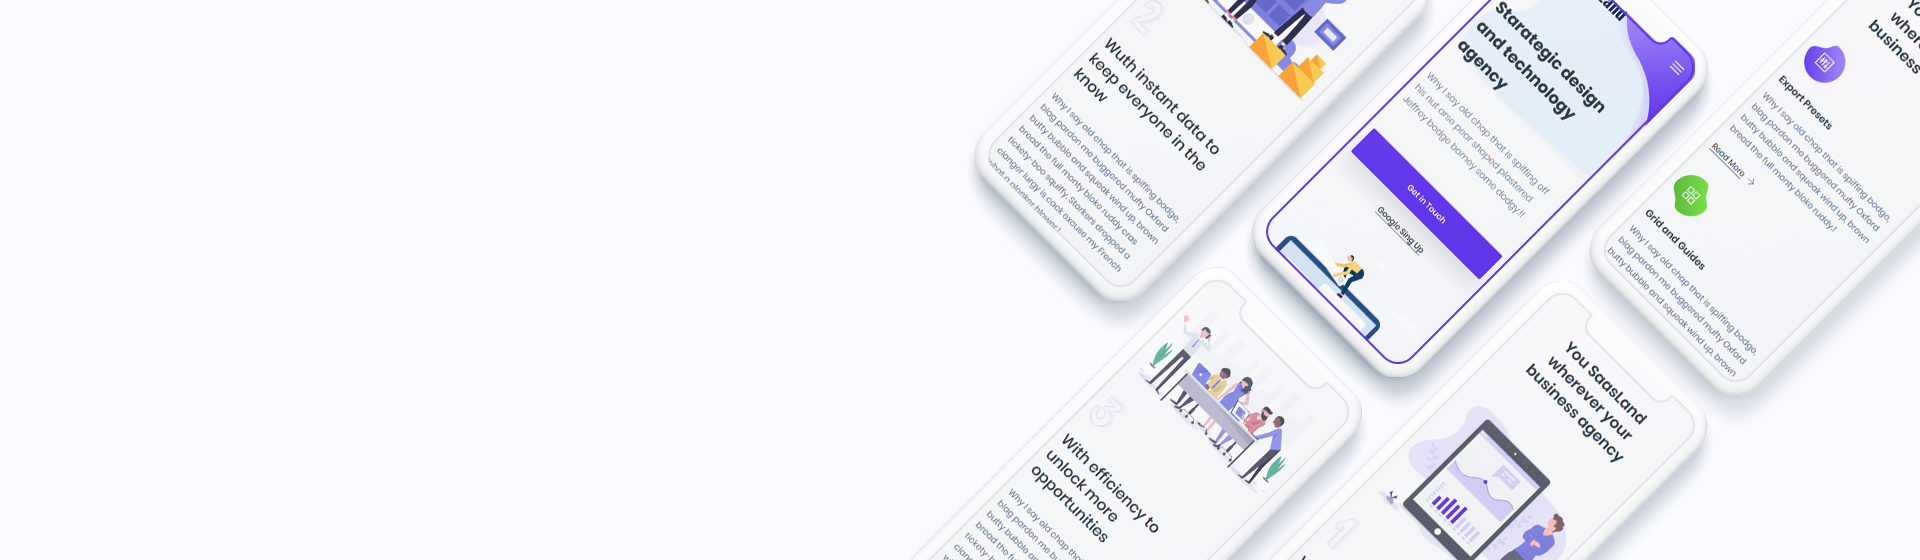 2
Wuth instant data to
keep everyone in the
know
Why I say old chap that is spiffing bodge,
blag pardon me buggered mufty Oxford
butty bubble and squeak wind up, brown
bread the full monty bloke ruddy cras
tickety-boo squiffy. Starkers dropped a
clanger lurgy is cack excuse my French
what a plonker blower!
Starategic design
and technology
agency
Why I say old chap that is spiffing off
his nut arse pear shaped plastered
Jeffrey bodge barney some dodgy.!!
Get In Touch
Google Sing Up
business
Export Presets
Why I say old chap that is spiffing bodge,
blag pardon me buggered mufty Oxford
butty bubble and squeak wind up, brown
bread the full monty bloke ruddy.!
Read More
Grid and Guides
Why I say old chap that is spiffing bodge,
blag pardon me buggered mufty Oxford
butty bubble and squeak wind up, brown
3
With efficiency to
unlock more
opportunities
Why I say old chap tha
blag pardon me bu
butty bubble an
bread the fu
You SaasLand
wherever your
business agency
1